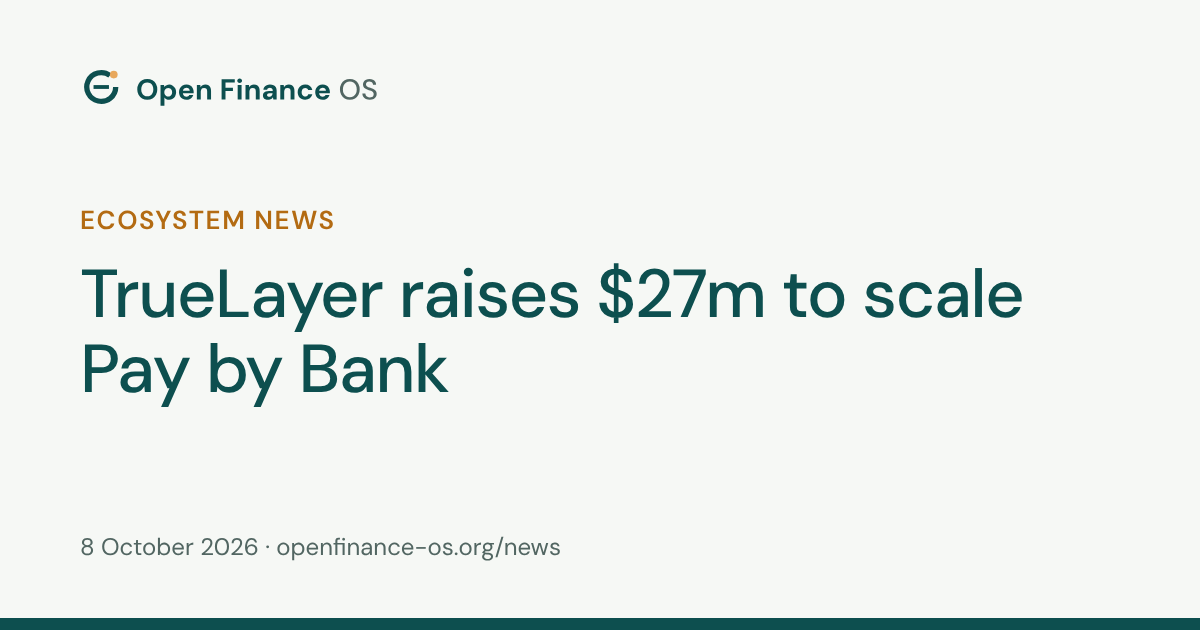 Open Finance OS
ECOSYSTEM NEWS
TrueLayer raises $27m to scale
Pay by Bank
8 October 2026 · openfinance-os.org/news